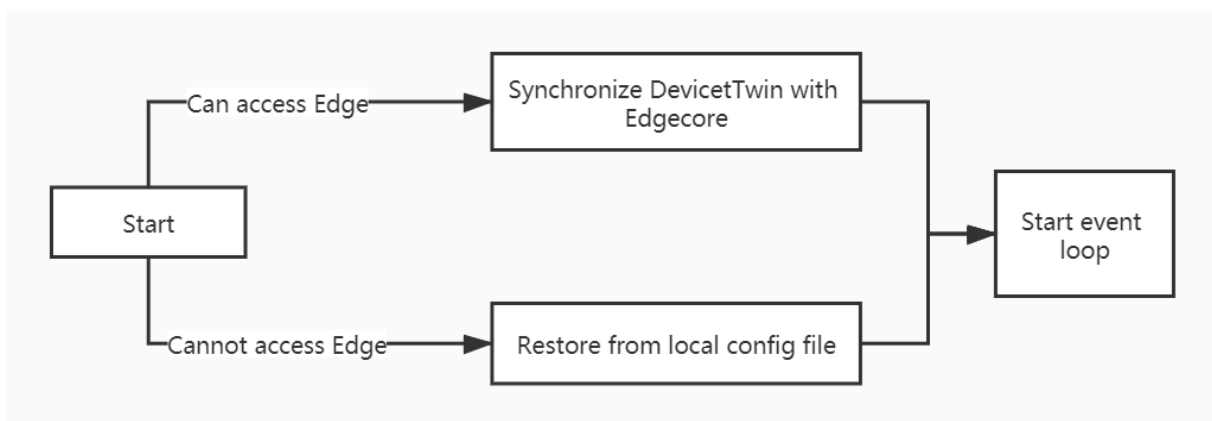 Can access Edge
Synchronize DevicetTwin with
Edgecore
Start
Start event
loop
Cannot access Edge
Restore from local config file